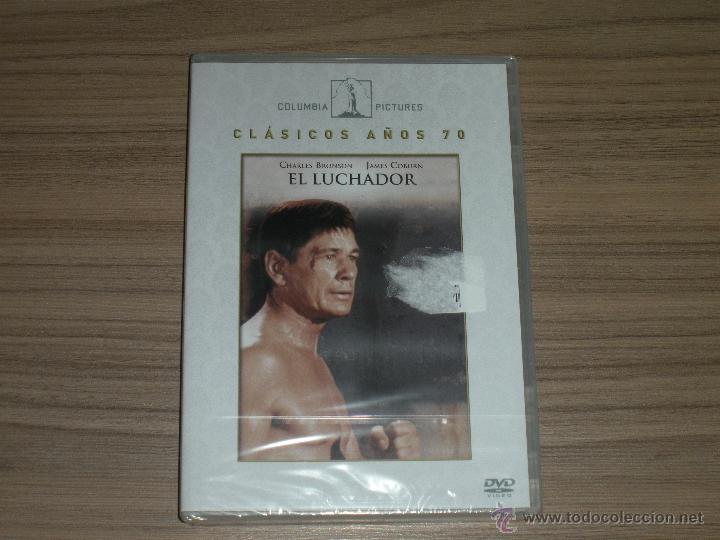 COLUMBIA PICTURES
CLÁSICOS AÑOS 70
CHARLES BRONSON JAMES COBURN
EL LUCHADOR
DVD
VIDEO
© www.todocoleccion.net